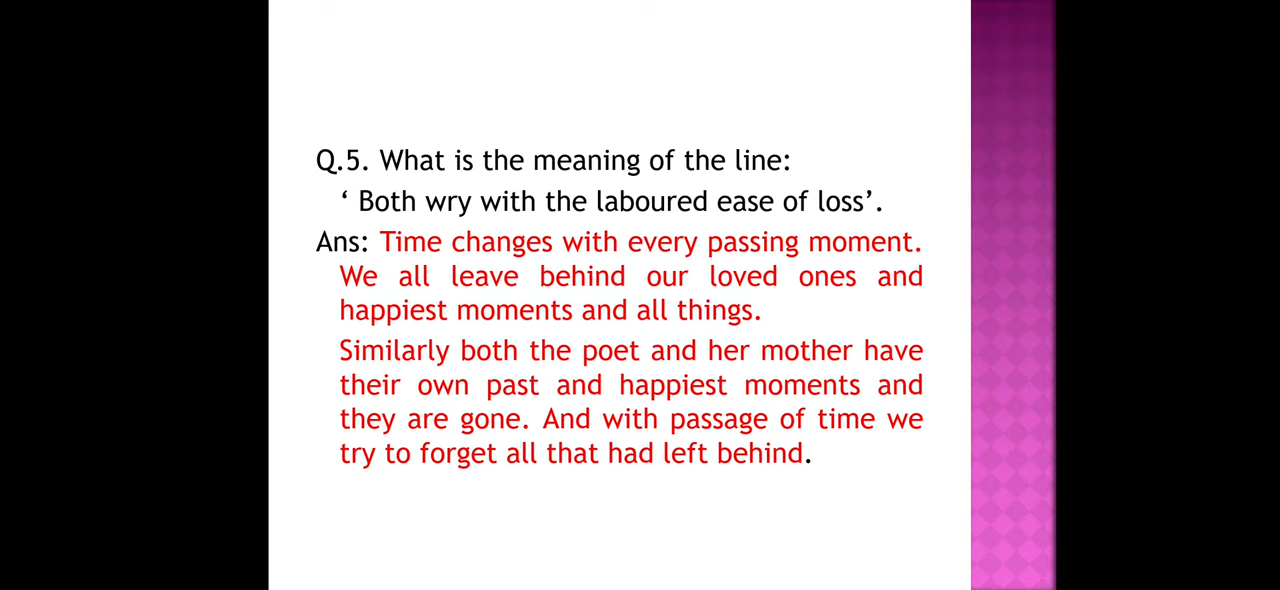 Q.5. What is the meaning of the line:
‘ Both wry with the laboured ease of loss’.
Ans: Time changes with every passing moment.
We all leave behind our loved ones and
happiest moments and all things.
Similarly both the poet and her mother have
their own past and happiest moments and
they are gone. And with passage of time we
try to forget all that had left behind.